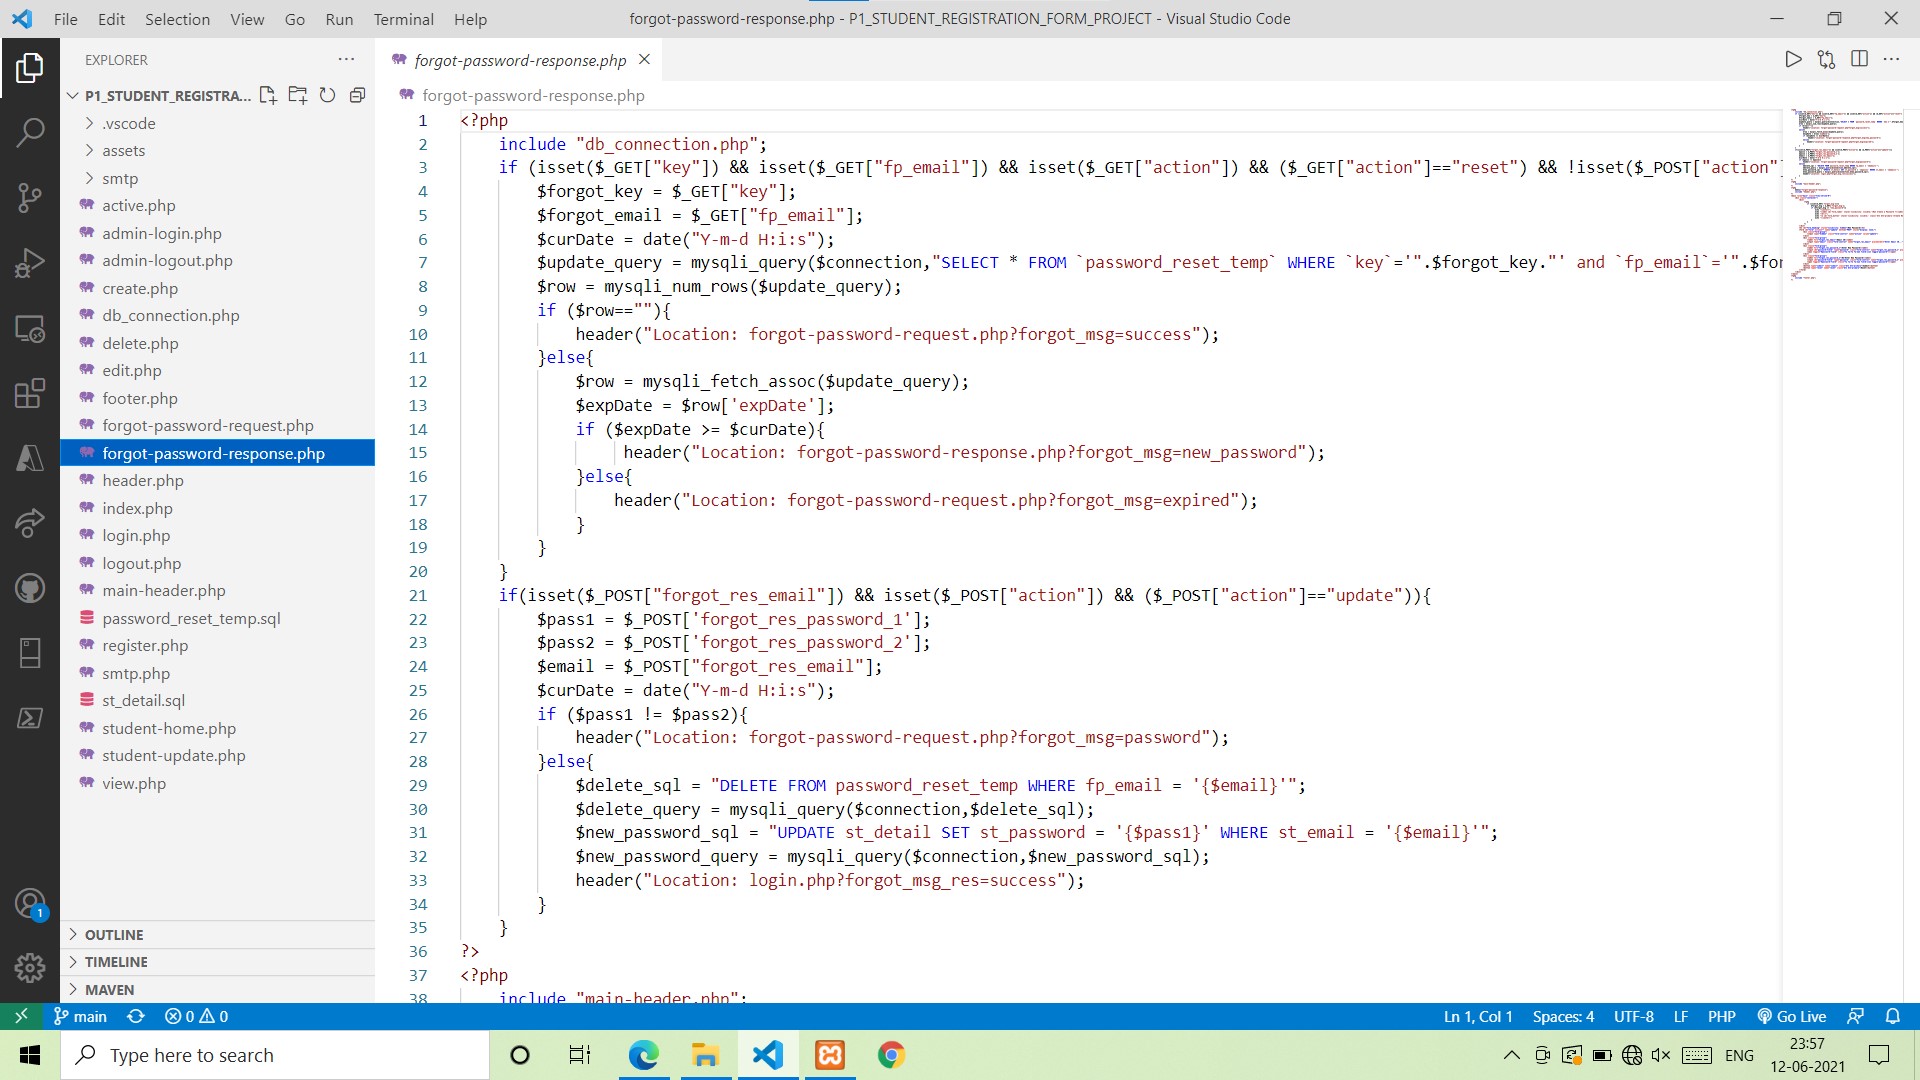 File Edit Selection View Go Run Terminal Help
forgot-password-response.php - P1_STUDENT_REGISTRATION_FORM_PROJECT - Visual Studio Code
EXPLORER
P1_STUDENT_REGISTRA...
.vscode
assets
smtp
active.php
admin-login.php
admin-logout.php
create.php
db_connection.php
delete.php
edit.php
footer.php
forgot-password-request.php
forgot-password-response.php
header.php
index.php
login.php
logout.php
main-header.php
password_reset_temp.sql
register.php
smtp.php
st_detail.sql
student-home.php
student-update.php
view.php
OUTLINE
TIMELINE
MAVEN
1
forgot-password-response.php
forgot-password-response.php
1 <?php
2 include "db_connection.php";
3 if (isset($_GET["key"]) && isset($_GET["fp_email"]) && isset($_GET["action"]) && ($_GET["action"]=="reset") && !isset($_POST["action"]
4 $forgot_key = $_GET["key"];
5 $forgot_email = $_GET["fp_email"];
6 $curDate = date("Y-m-d H:i:s");
7 $update_query = mysqli_query($connection,"SELECT * FROM `password_reset_temp` WHERE `key`='".$forgot_key."' and `fp_email`='".$for
8 $row = mysqli_num_rows($update_query);
9 if ($row==""){
10 header("Location: forgot-password-request.php?forgot_msg=success");
11 }else{
12 $row = mysqli_fetch_assoc($update_query);
13 $expDate = $row['expDate'];
14 if ($expDate >= $curDate){
15 header("Location: forgot-password-response.php?forgot_msg=new_password");
16 }else{
17 header("Location: forgot-password-request.php?forgot_msg=expired");
18 }
19 }
20 }
21 if(isset($_POST["forgot_res_email"]) && isset($_POST["action"]) && ($_POST["action"]=="update")){
22 $pass1 = $_POST['forgot_res_password_1'];
23 $pass2 = $_POST['forgot_res_password_2'];
24 $email = $_POST["forgot_res_email"];
25 $curDate = date("Y-m-d H:i:s");
26 if ($pass1 != $pass2){
27 header("Location: forgot-password-request.php?forgot_msg=password");
28 }else{
29 $delete_sql = "DELETE FROM password_reset_temp WHERE fp_email = '{$email}'";
30 $delete_query = mysqli_query($connection,$delete_sql);
31 $new_password_sql = "UPDATE st_detail SET st_password = '{$pass1}' WHERE st_email = '{$email}'";
32 $new_password_query = mysqli_query($connection,$new_password_sql);
33 header("Location: login.php?forgot_msg_res=success");
34 }
35 }
36 ?>
37 <?php
38 include "main-header.php";
main 0 0 Ln 1, Col 1 Spaces: 4 UTF-8 LF PHP Go Live
Type here to search
ENG
23:57
12-06-2021